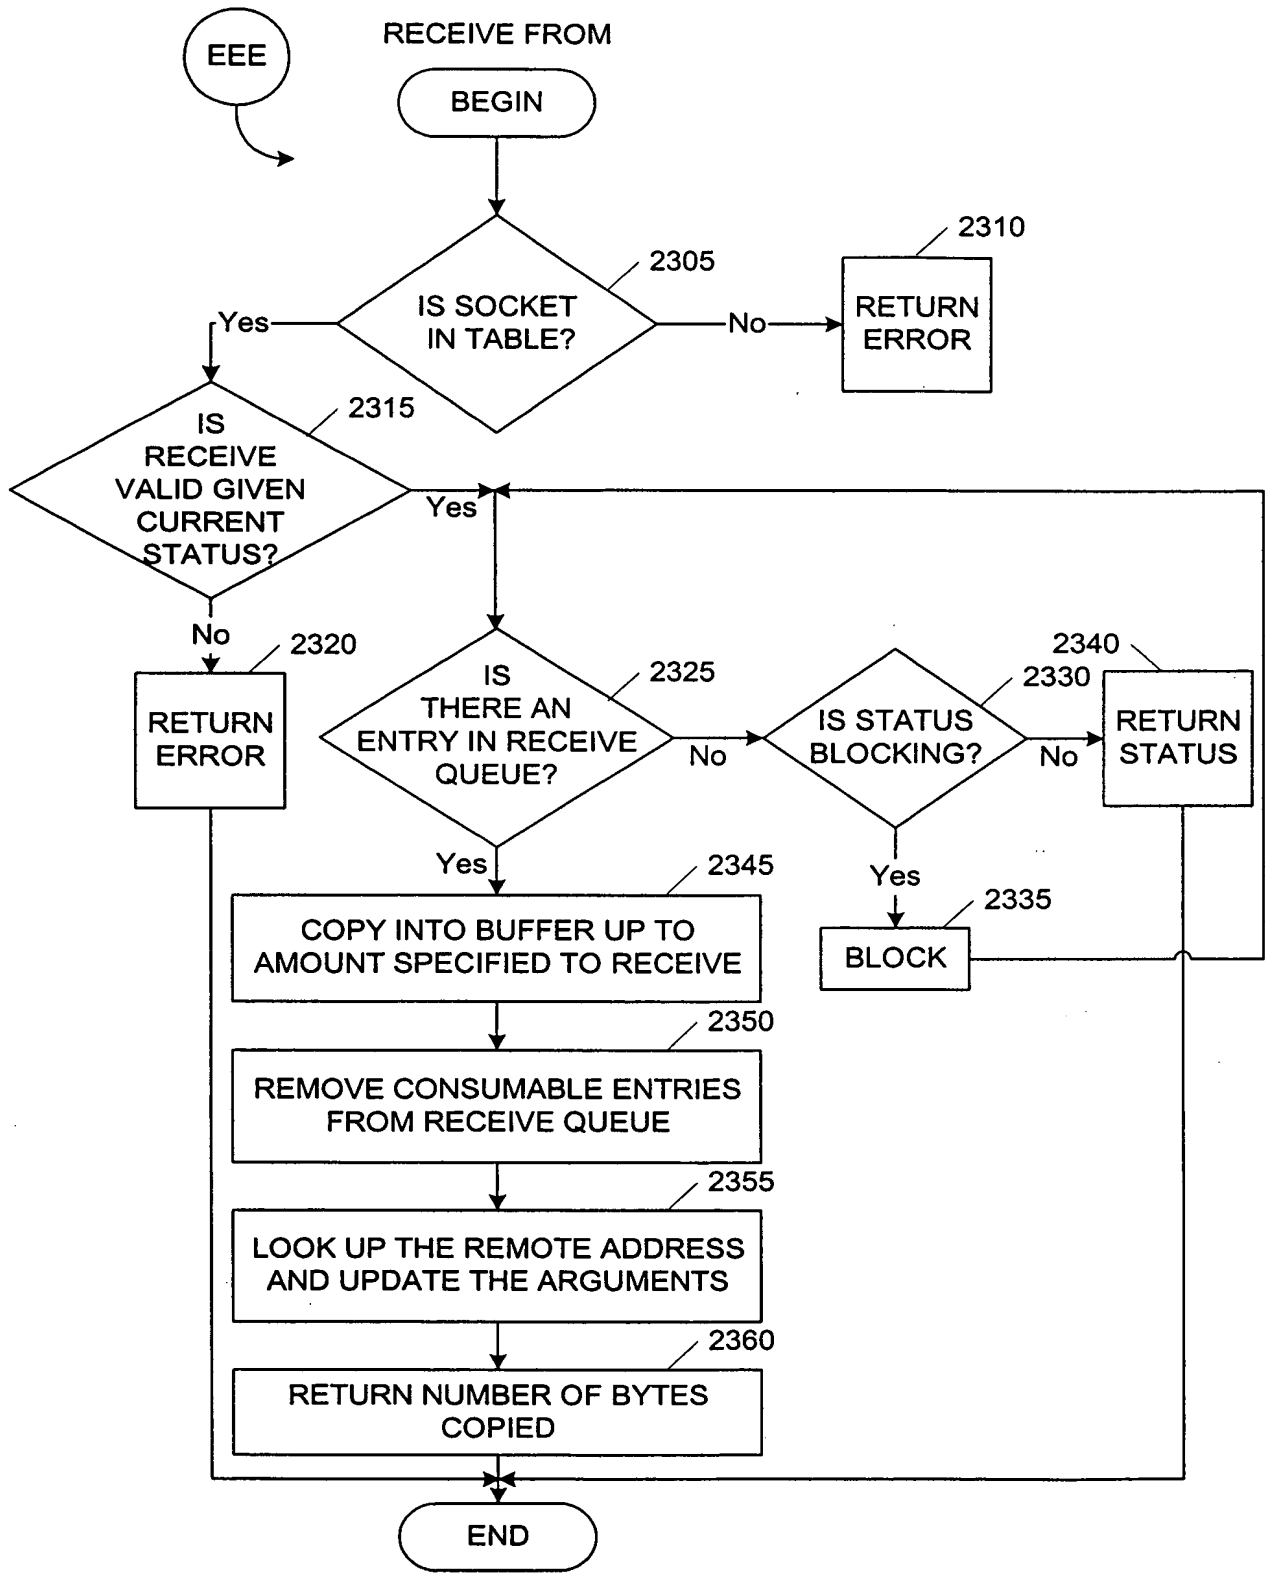 EEE
RECEIVE FROM
BEGIN
2305
IS SOCKET
IN TABLE?
Yes
No
2310
RETURN
ERROR
2315
IS
RECEIVE
VALID GIVEN
CURRENT
STATUS?
Yes
No
2320
RETURN
ERROR
2325
IS
THERE AN
ENTRY IN RECEIVE
QUEUE?
No
Yes
2330
IS STATUS
BLOCKING?
No
Yes
2340
RETURN
STATUS
2335
BLOCK
2345
COPY INTO BUFFER UP TO
AMOUNT SPECIFIED TO RECEIVE
2350
REMOVE CONSUMABLE ENTRIES
FROM RECEIVE QUEUE
2355
LOOK UP THE REMOTE ADDRESS
AND UPDATE THE ARGUMENTS
2360
RETURN NUMBER OF BYTES
COPIED
END